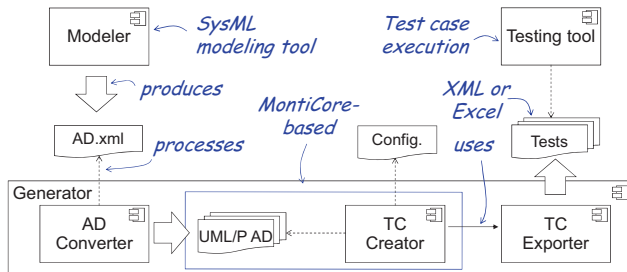 Modeler
SysML
modeling tool
Test case
execution
Testing tool
produces
MontiCore-
based
XML or
Excel
AD.xml
processes
Config.
uses
Tests
Generator
AD
Converter
UML/P AD
TC
Creator
TC
Exporter